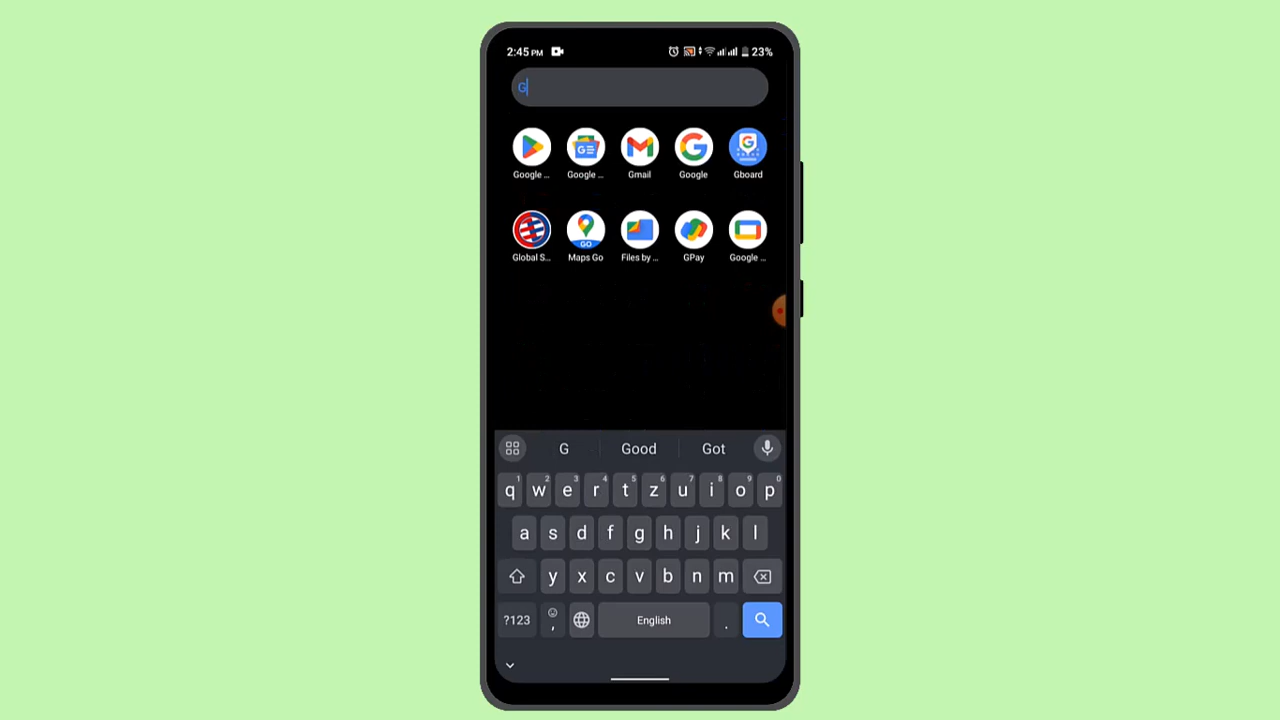 2:45 PM 23%
G
Google ... Google ... Gmail Google Gboard
GO
Global S... Maps Go Files by ... GPay Google ...
G Good Got
1 2 3 4 5 6 7 8 9 0
q w e r t z u i o p
a s d f g h j k l
y x c v b n m
?123 , English .